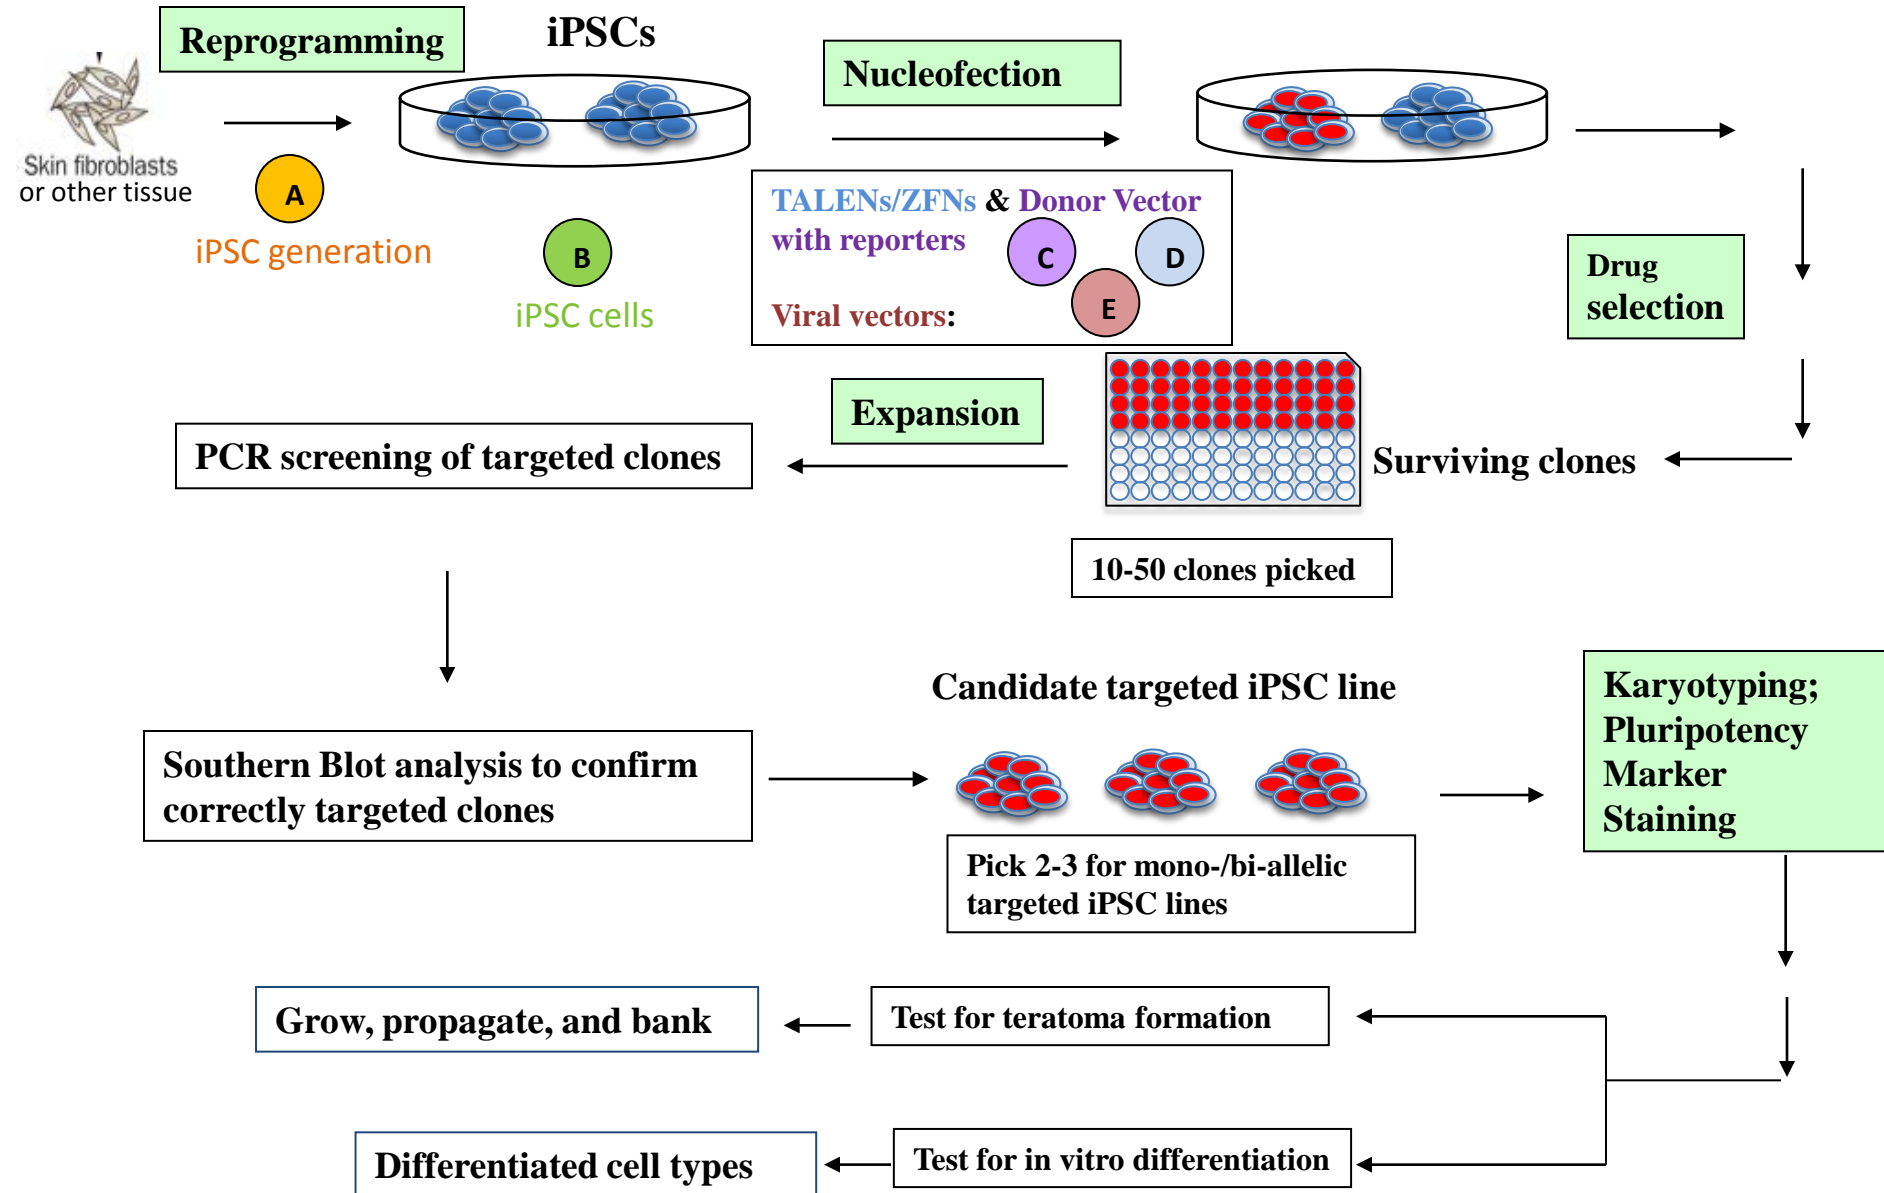 Reprogramming
iPSCs
Nucleofection
Skin fibroblasts
or other tissue
A
iPSC generation
B
iPSC cells
TALENs/ZFNs & Donor Vector
with reporters
C
D
E
Viral vectors:
Drug
selection
Expansion
PCR screening of targeted clones
Surviving clones
10-50 clones picked
Candidate targeted iPSC line
Karyotyping;
Pluripotency
Marker
Staining
Southern Blot analysis to confirm
correctly targeted clones
Pick 2-3 for mono-/bi-allelic
targeted iPSC lines
Grow, propagate, and bank
Test for teratoma formation
Differentiated cell types
Test for in vitro differentiation